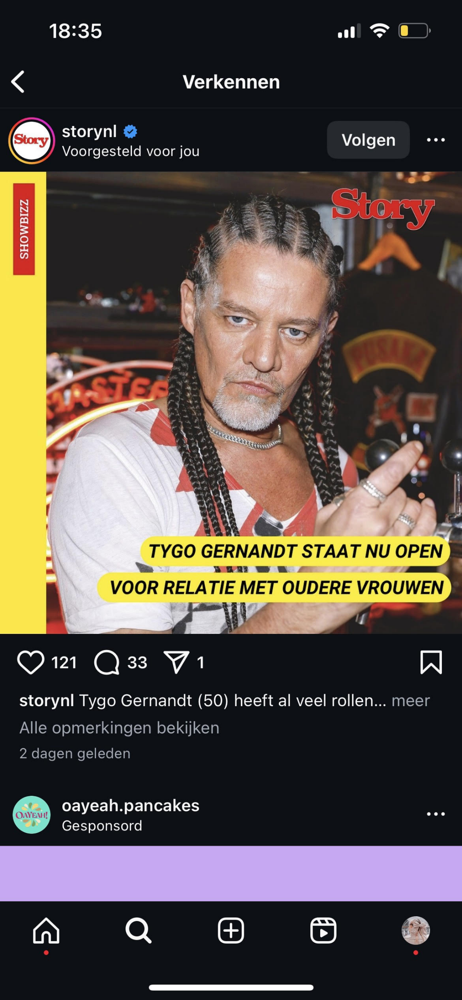 18:35
Verkennen
Story
storynl
Voorgesteld voor jou
Volgen
SHOWBIZZ
Story
MASTER
PUSAKA
TYGO GERNANDT STAAT NU OPEN
VOOR RELATIE MET OUDERE VROUWEN
121
33
1
storynl Tygo Gernandt (50) heeft al veel rollen... meer
Alle opmerkingen bekijken
2 dagen geleden
OAYEAH!
oayeah.pancakes
Gesponsord